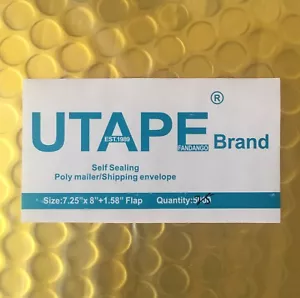 ®
UTAPE Brand
EST.1989
FANDANGO
Self Sealing
Poly mailer/Shipping envelope
Size:7.25"x 8"+1.58" Flap Quantity: